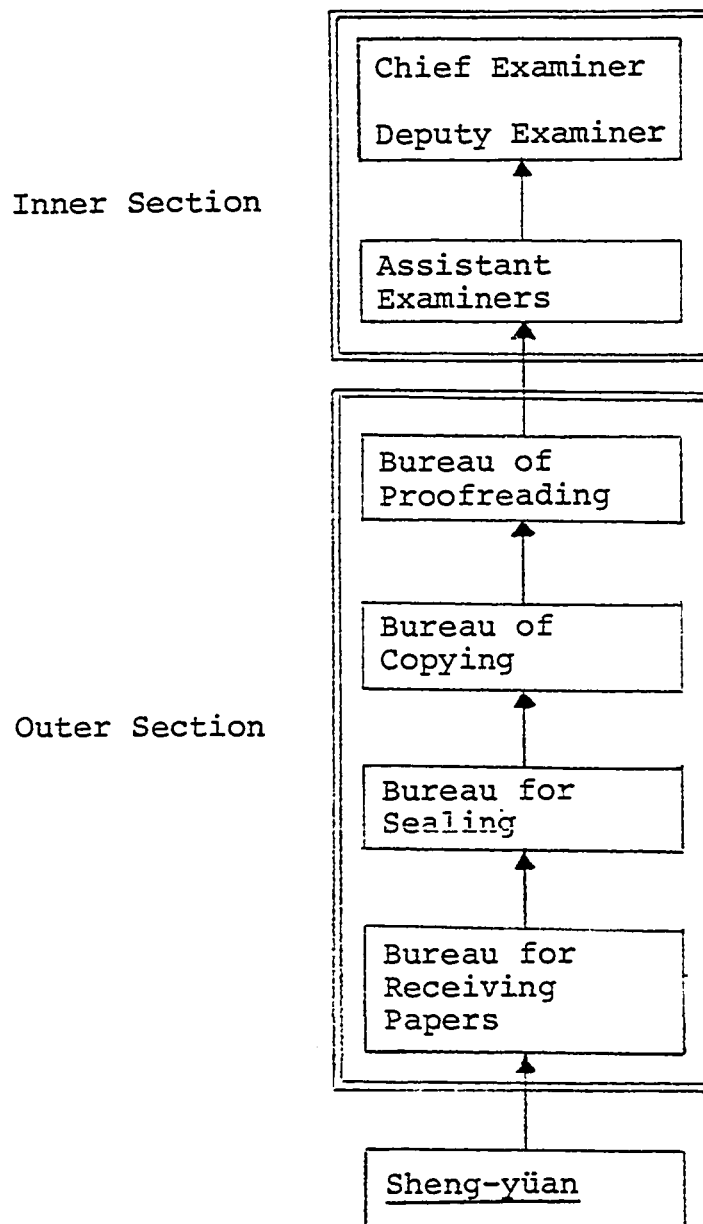 Chief Examiner
Deputy Examiner
Inner Section
Assistant
Examiners
Bureau of
Proofreading
Bureau of
Copying
Outer Section
Bureau for
Sealing
Bureau for
Receiving
Papers
Sheng-yüan